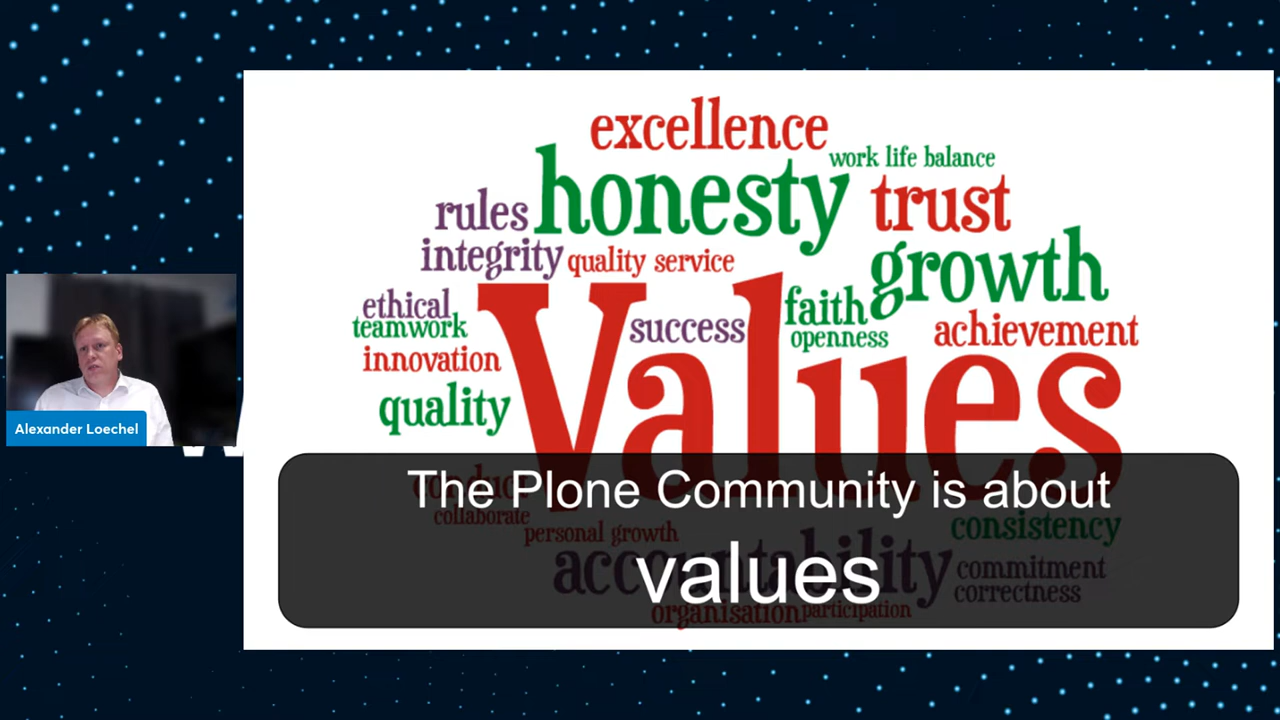 excellence
work life balance
honesty
trust
rules
growth
integrity
quality service
ethical
faith
teamwork
success
openness
achievement
innovation
Values
quality
Alexander Loechel
The Plone Community is about
values
collaborate
personal growth
consistency
accountability
commitment
correctness
organisation
participation